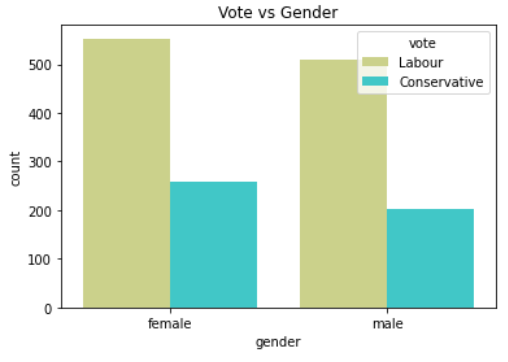 Vote vs Gender
vote
Labour
Conservative
500
400
300
200
100
0
count
female
male
gender